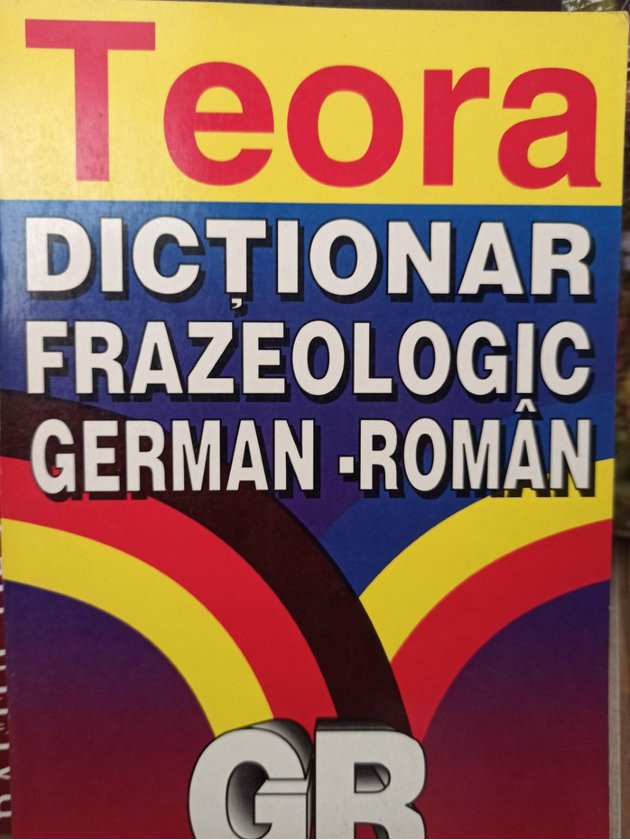 Teora
DICȚIONAR
FRAZEOLOGIC
GERMAN -ROMÂN
GR